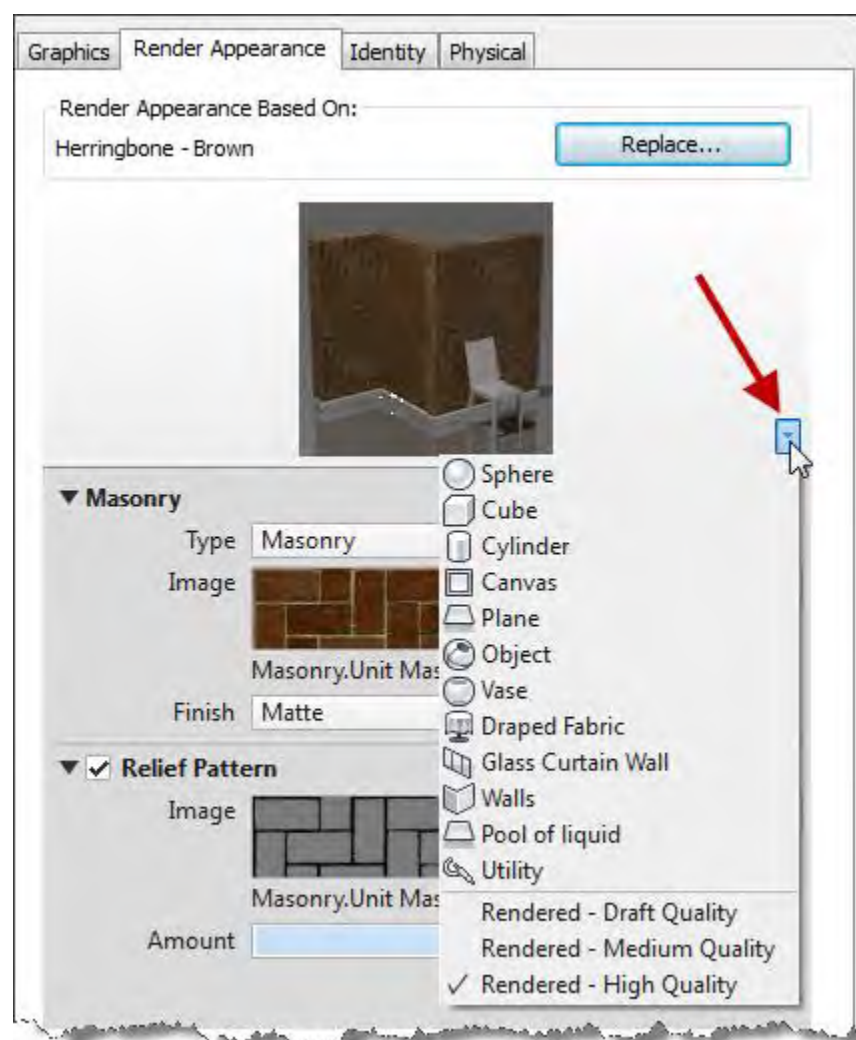 Graphics Render Appearance Identity Physical
Render Appearance Based On:
Herringbone - Brown Replace...
Masonry
Type Masonry
Image
Masonry.Unit Mas
Finish Matte
Relief Pattern
Image
Masonry.Unit Mas
Amount
Sphere
Cube
Cylinder
Canvas
Plane
Object
Vase
Draped Fabric
Glass Curtain Wall
Walls
Pool of liquid
Utility
Rendered - Draft Quality
Rendered - Medium Quality
Rendered - High Quality